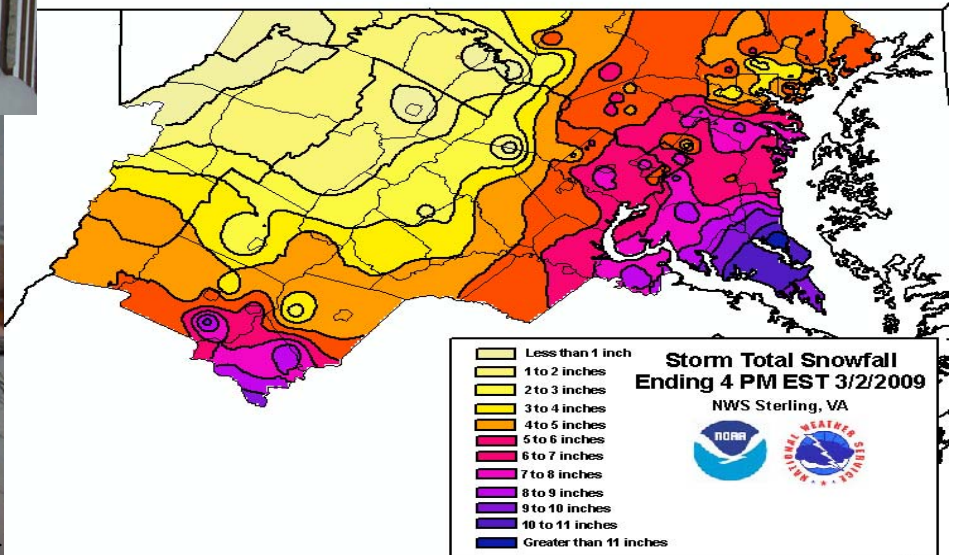 Less than 1 inch
1 to 2 inches
2 to 3 inches
3 to 4 inches
4 to 5 inches
5 to 6 inches
6 to 7 inches
7 to 8 inches
8 to 9 inches
9 to 10 inches
10 to 11 inches
Greater than 11 inches
Storm Total Snowfall
Ending 4 PM EST 3/2/2009
NWS Sterling, VA
NOAA
NATIONAL WEATHER SERVICE